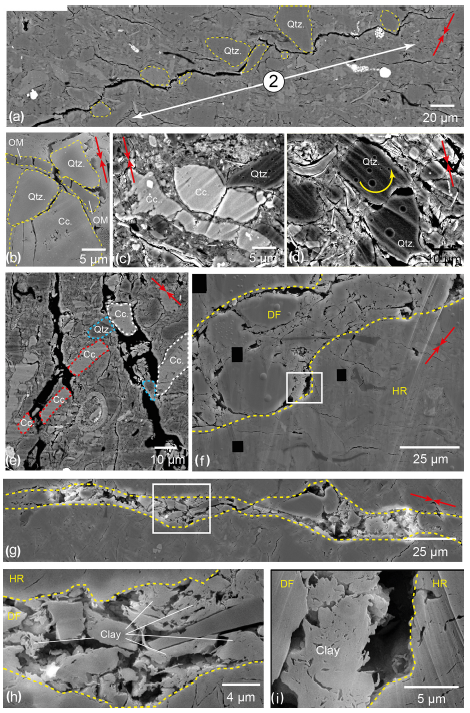 Qtz.
Qtz.
Qtz.
2
(a)
20 µm
OM
Qtz.
Qtz.
Cc.
OM
(b)
5 µm
Qtz.
Cc.
Cc.
(c)
5 µm
Qtz.
Qtz.
(d)
10 µm
Cc.
Qtz.
Cc.
Cc.
Cc.
Cc.
(e)
10 µm
DF
HR
(f)
25 µm
(g)
25 µm
HR
DF
Clay
(h)
4 µm
DF
HR
Clay
(i)
5 µm